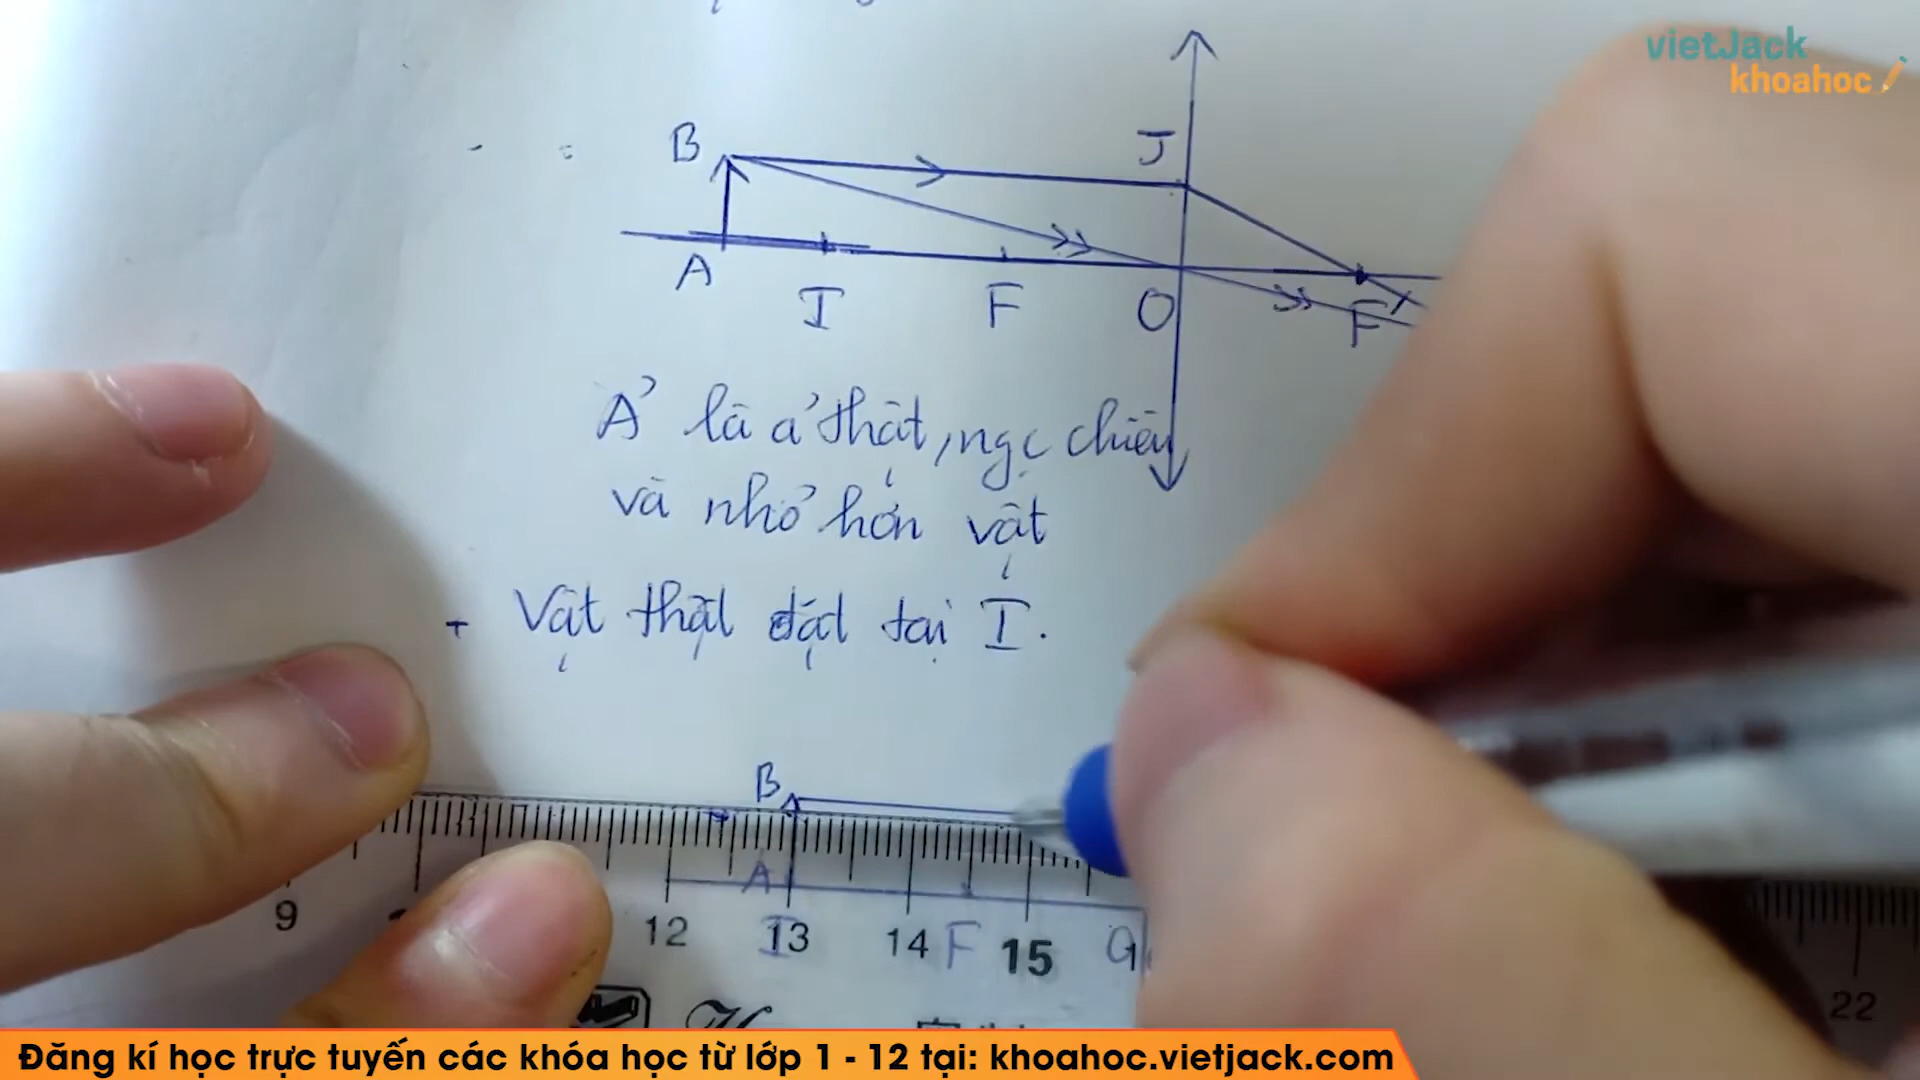 vietJack
khoahoc
B
J
A
I
F
O
F'
Ả là ả thật, ngc chiều
và nhỏ hơn vật
+ Vật thật đặt tại I.
B
A
I
F
9
12
13
14
15
22
Đăng kí học trực tuyến các khóa học từ lớp 1 - 12 tại: khoahoc.vietjack.com